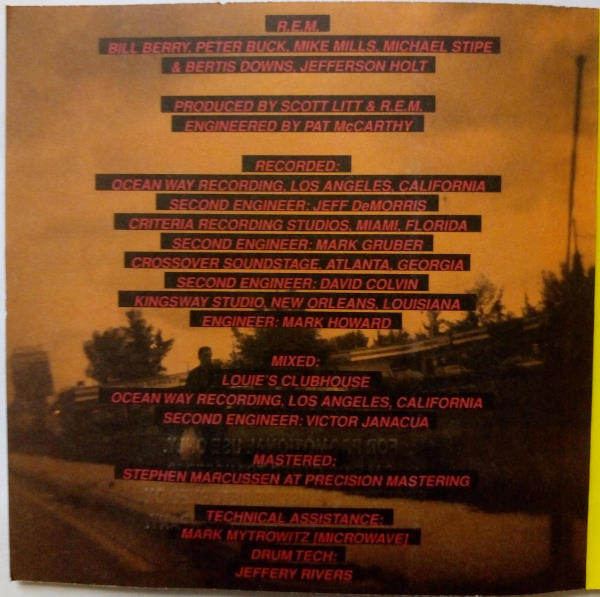 R.E.M.
BILL BERRY, PETER BUCK, MIKE MILLS, MICHAEL STIPE
& BERTIS DOWNS, JEFFERSON HOLT
PRODUCED BY SCOTT LITT & R.E.M.
ENGINEERED BY PAT McCARTHY
RECORDED:
OCEAN WAY RECORDING, LOS ANGELES, CALIFORNIA
SECOND ENGINEER: JEFF DeMORRIS
CRITERIA RECORDING STUDIOS, MIAMI, FLORIDA
SECOND ENGINEER: MARK GRUBER
CROSSOVER SOUNDSTAGE, ATLANTA, GEORGIA
SECOND ENGINEER: DAVID COLVIN
KINGSWAY STUDIO, NEW ORLEANS, LOUISIANA
ENGINEER: MARK HOWARD
MIXED:
LOUIE'S CLUBHOUSE
OCEAN WAY RECORDING, LOS ANGELES, CALIFORNIA
SECOND ENGINEER: VICTOR JANACUA
FOR PROMOTIONAL USE ONLY
MASTERED:
STEPHEN MARCUSSEN AT PRECISION MASTERING
TECHNICAL ASSISTANCE:
MARK MYTROWITZ [MICROWAVE]
DRUM TECH:
JEFFERY RIVERS